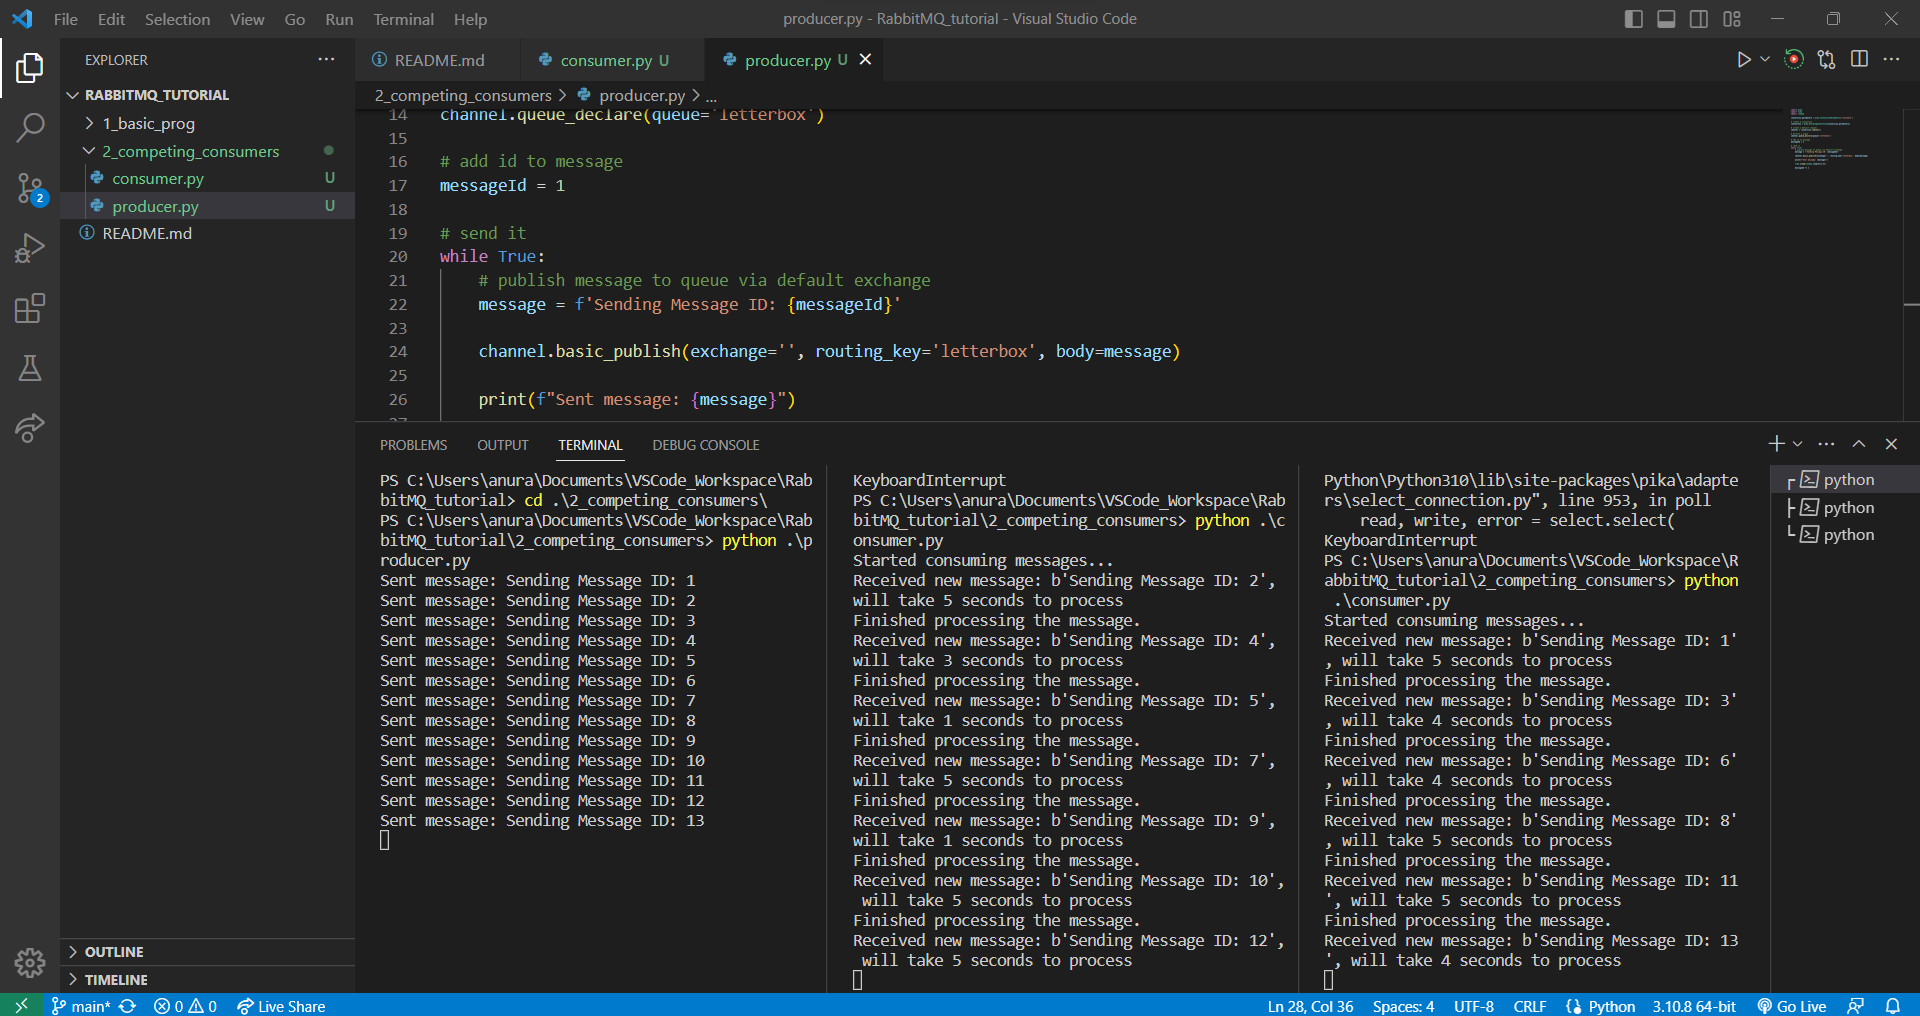 File Edit Selection View Go Run Terminal Help
producer.py - RabbitMQ_tutorial - Visual Studio Code
EXPLORER
RABBITMQ_TUTORIAL
1_basic_prog
2_competing_consumers
consumer.py U
producer.py U
README.md
2
OUTLINE
TIMELINE
README.md
consumer.py U
producer.py U
2_competing_consumers > producer.py > ...
14 channel.queue_declare(queue='letterbox')
15
16 # add id to message
17 messageId = 1
18
19 # send it
20 while True:
21 # publish message to queue via default exchange
22 message = f'Sending Message ID: {messageId}'
23
24 channel.basic_publish(exchange='', routing_key='letterbox', body=message)
25
26 print(f"Sent message: {message}")
27
PROBLEMS OUTPUT TERMINAL DEBUG CONSOLE
PS C:\Users\anura\Documents\VSCode_Workspace\Rab
bitMQ_tutorial> cd .\2_competing_consumers\
PS C:\Users\anura\Documents\VSCode_Workspace\Rab
bitMQ_tutorial\2_competing_consumers> python .\p
roducer.py
Sent message: Sending Message ID: 1
Sent message: Sending Message ID: 2
Sent message: Sending Message ID: 3
Sent message: Sending Message ID: 4
Sent message: Sending Message ID: 5
Sent message: Sending Message ID: 6
Sent message: Sending Message ID: 7
Sent message: Sending Message ID: 8
Sent message: Sending Message ID: 9
Sent message: Sending Message ID: 10
Sent message: Sending Message ID: 11
Sent message: Sending Message ID: 12
Sent message: Sending Message ID: 13
KeyboardInterrupt
PS C:\Users\anura\Documents\VSCode_Workspace\Rab
bitMQ_tutorial\2_competing_consumers> python .\c
onsumer.py
Started consuming messages...
Received new message: b'Sending Message ID: 2',
will take 5 seconds to process
Finished processing the message.
Received new message: b'Sending Message ID: 4',
will take 3 seconds to process
Finished processing the message.
Received new message: b'Sending Message ID: 5',
will take 1 seconds to process
Finished processing the message.
Received new message: b'Sending Message ID: 7',
will take 5 seconds to process
Finished processing the message.
Received new message: b'Sending Message ID: 9',
will take 1 seconds to process
Finished processing the message.
Received new message: b'Sending Message ID: 10',
will take 5 seconds to process
Finished processing the message.
Received new message: b'Sending Message ID: 12',
will take 5 seconds to process
Python\Python310\lib\site-packages\pika\adapte
rs\select_connection.py", line 953, in poll
read, write, error = select.select(
KeyboardInterrupt
PS C:\Users\anura\Documents\VSCode_Workspace\R
abbitMQ_tutorial\2_competing_consumers> python
.\consumer.py
Started consuming messages...
Received new message: b'Sending Message ID: 1'
, will take 5 seconds to process
Finished processing the message.
Received new message: b'Sending Message ID: 3'
, will take 4 seconds to process
Finished processing the message.
Received new message: b'Sending Message ID: 6'
, will take 4 seconds to process
Finished processing the message.
Received new message: b'Sending Message ID: 8'
, will take 5 seconds to process
Finished processing the message.
Received new message: b'Sending Message ID: 11
', will take 5 seconds to process
Finished processing the message.
Received new message: b'Sending Message ID: 13
', will take 4 seconds to process
python
python
python
main* 0 0 Live Share
Ln 28, Col 36 Spaces: 4 UTF-8 CRLF Python 3.10.8 64-bit Go Live